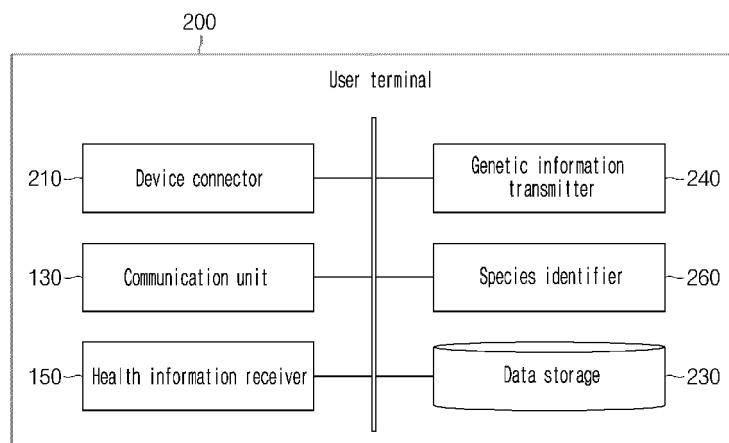 200
User terminal
210
Device connector
Genetic information
transmitter
240
130
Communication unit
Species identifier
260
150
Health information receiver
Data storage
230